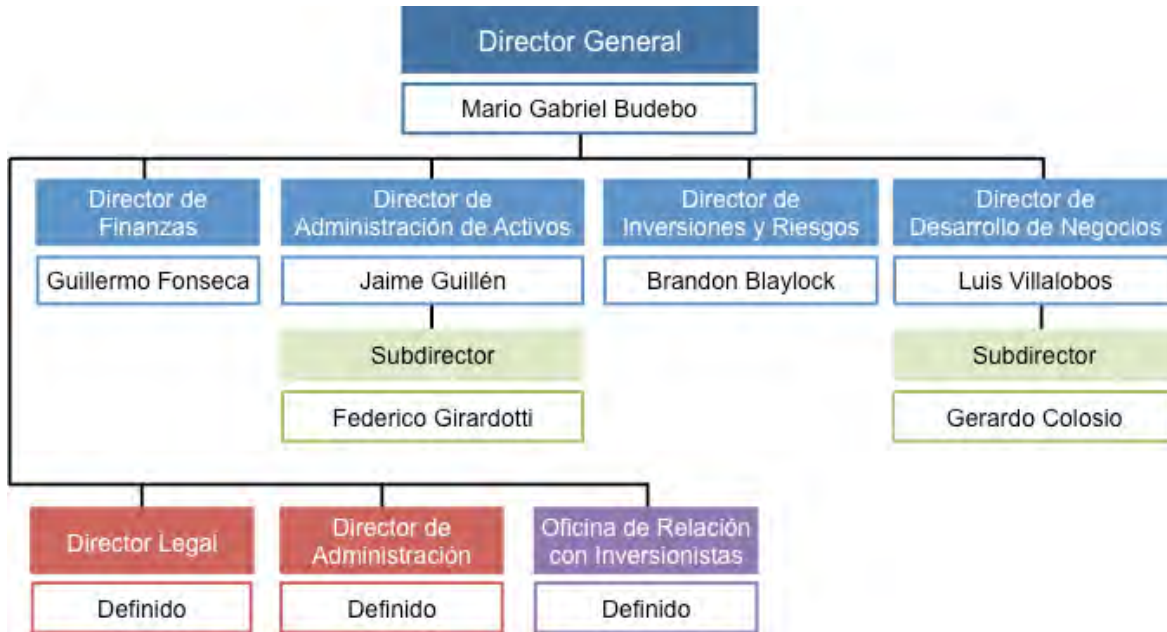 Director General
Mario Gabriel Budebo
Director de
Finanzas
Guillermo Fonseca
Director de
Administración de Activos
Jaime Guillén
Subdirector
Federico Girardotti
Director de
Inversiones y Riesgos
Brandon Blaylock
Director de
Desarrollo de Negocios
Luis Villalobos
Subdirector
Gerardo Colosio
Director Legal
Definido
Director de
Administración
Definido
Oficina de Relación
con Inversionistas
Definido